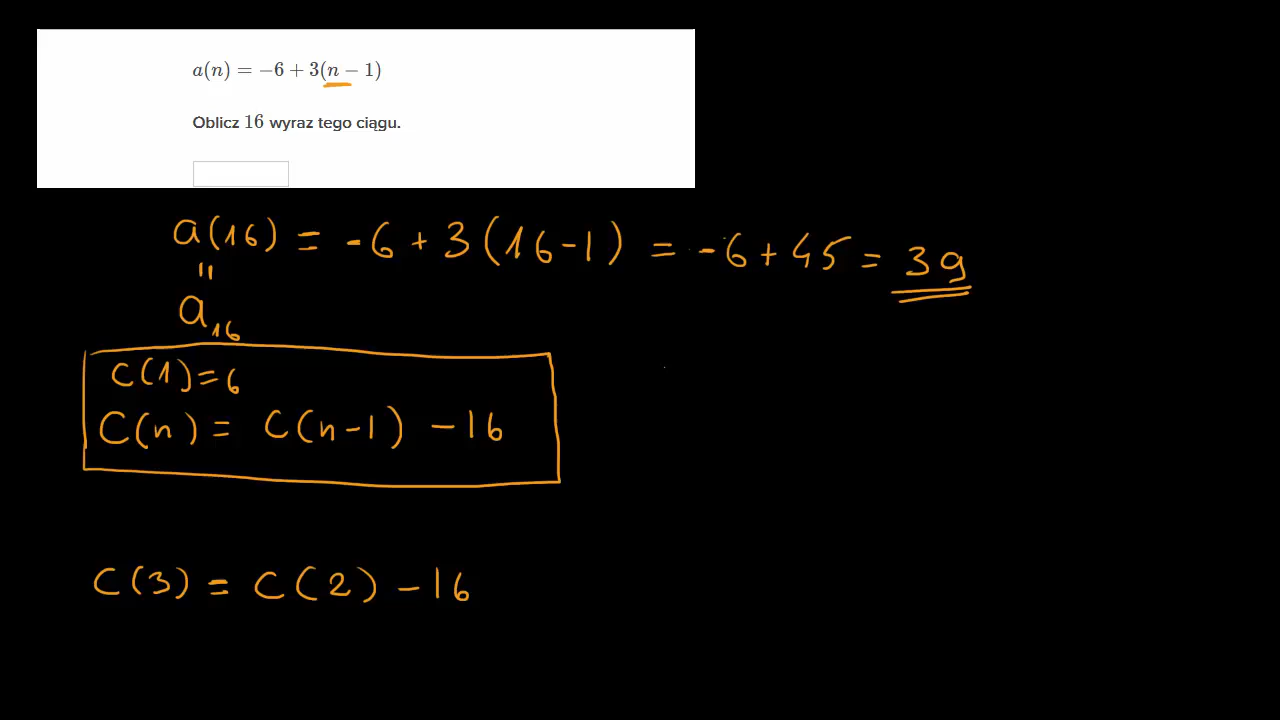 a(n) = −6 + 3(n − 1)
Oblicz 16 wyraz tego ciągu.
a(16) = -6 + 3(16-1) = -6 + 45 = 39
"
a₁₆
C(1) = 6
C(n) = C(n-1) - 16
C(3) = C(2) - 16